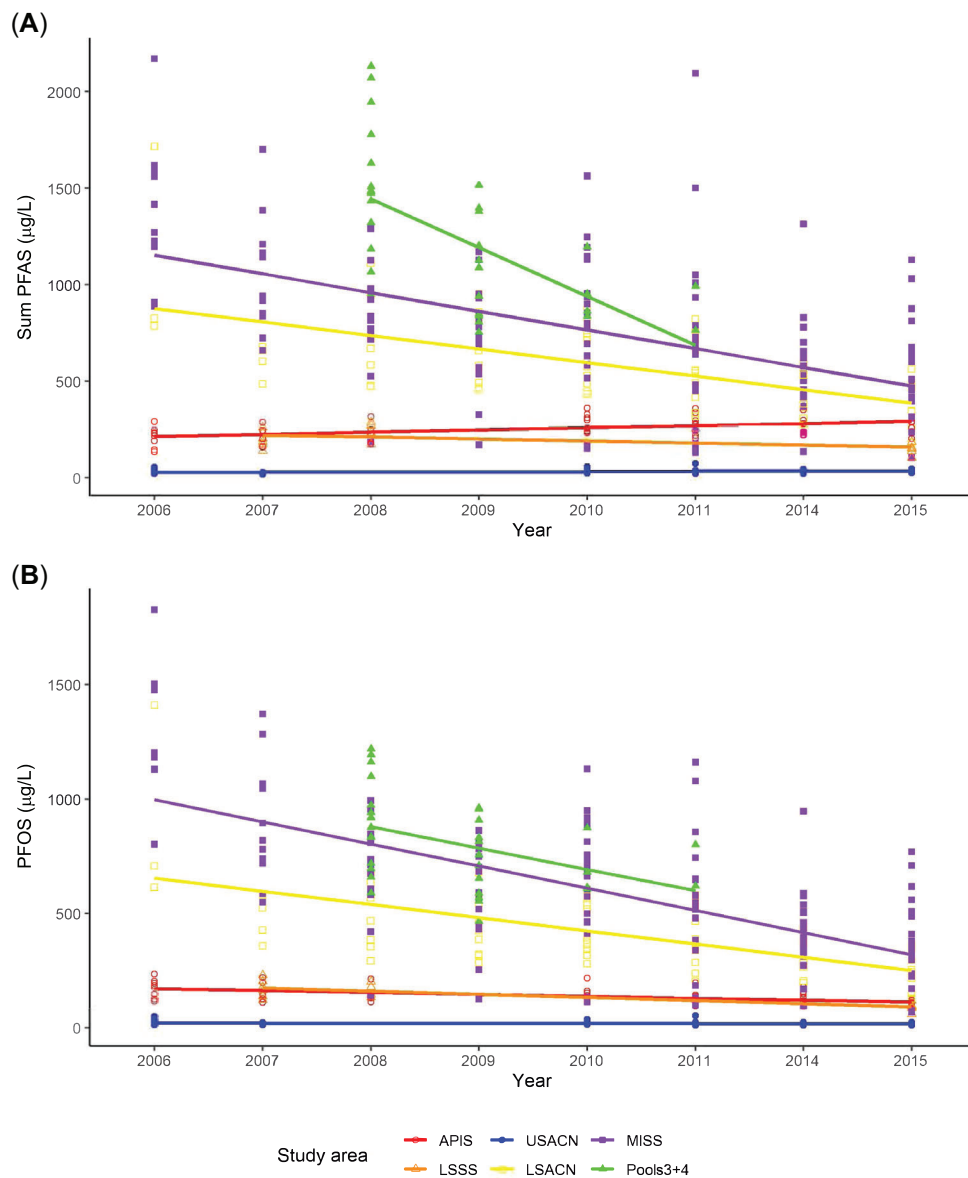 (A)
Sum PFAS (µg/L)
2000
1500
1000
500
0
2006 2007 2008 2009 2010 2011 2014 2015
Year
(B)
PFOS (µg/L)
1500
1000
500
0
2006 2007 2008 2009 2010 2011 2014 2015
Year
Study area
APIS USACN MISS
LSSS LSACN Pools3+4